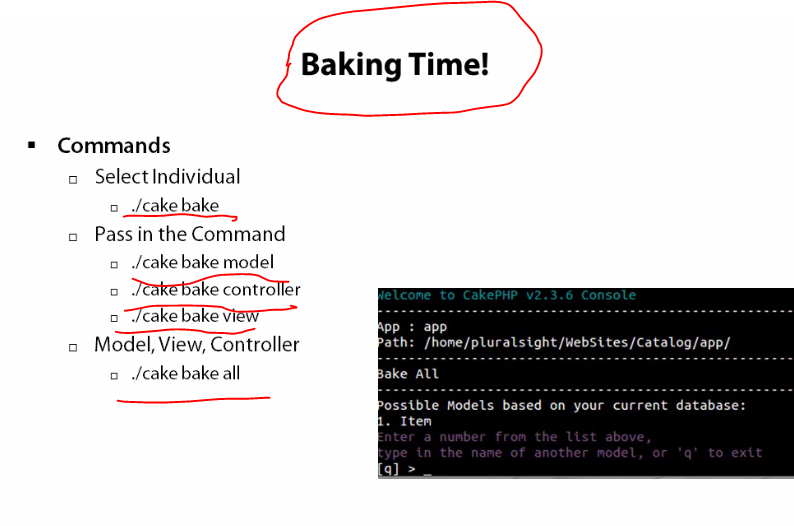 Baking Time!
Commands
Select Individual
./cake bake
Pass in the Command
./cake bake model
./cake bake controller
./cake bake view
Model, View, Controller
./cake bake all
Welcome to CakePHP v2.3.6 Console
---------------------------------------------------------------
App : app
Path: /home/pluralsight/WebSites/Catalog/app/
---------------------------------------------------------------
Bake All
---------------------------------------------------------------
Possible Models based on your current database:
1. Item
Enter a number from the list above,
type in the name of another model, or 'q' to exit
[q] > _